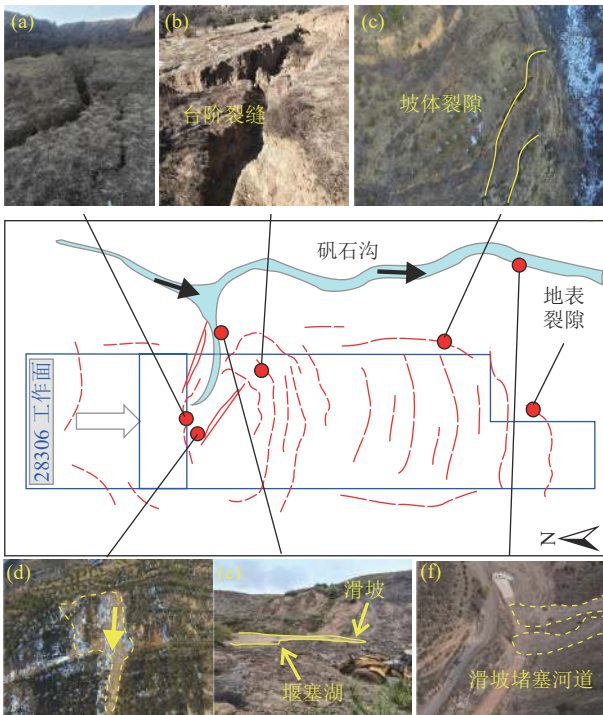 (a)
(b)
台阶裂缝
(c)
坡体裂隙
矾石沟
地表
裂隙
28306 工作面
N
(d)
(e)
滑坡
堰塞湖
(f)
滑坡堵塞河道